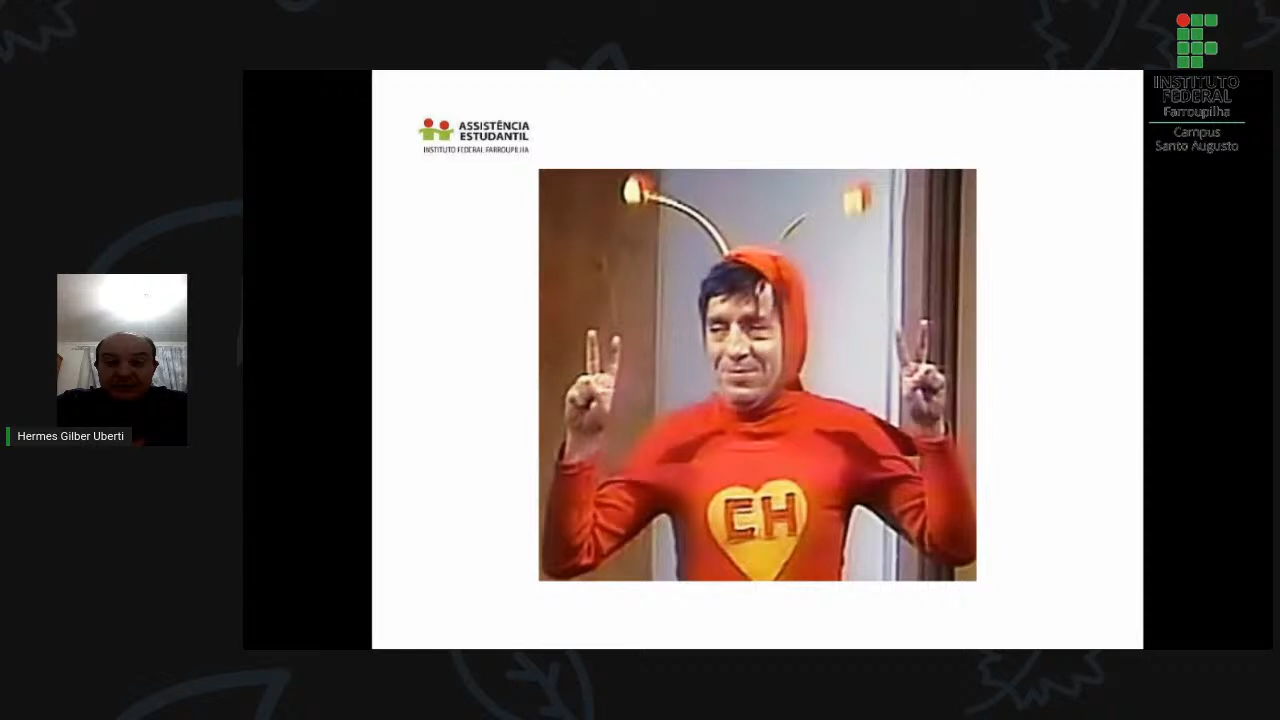 INSTITUTO
FEDERAL
Farroupilha
Campus
Santo Augusto
ASSISTÊNCIA
ESTUDANTIL
INSTITUTO FEDERAL FARROUPILHA
CH
Hermes Gilber Uberti